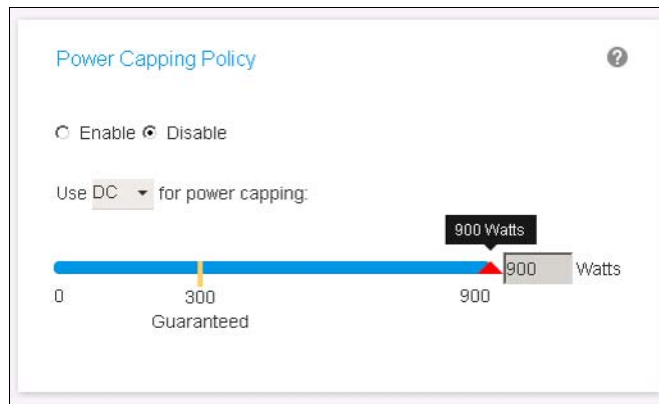 Power Capping Policy ?
Enable Disable
Use DC for power capping:
900 Watts
900 Watts
0 300 900
Guaranteed